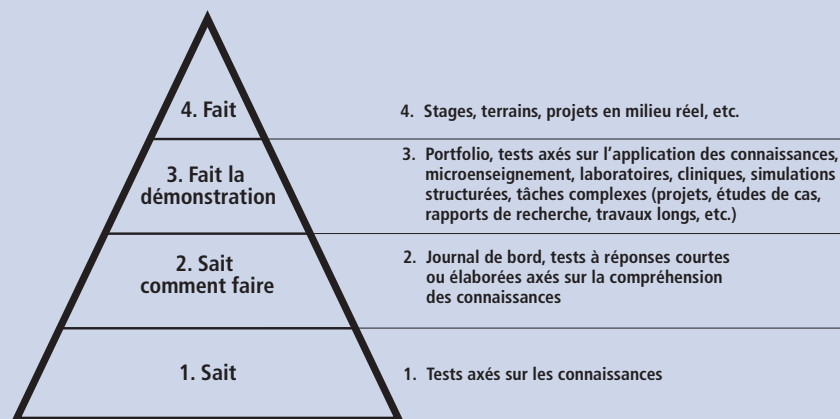 4. Fait
4. Stages, terrains, projets en milieu réel, etc.
3. Fait la
démonstration
3. Portfolio, tests axés sur l'application des connaissances,
microenseignement, laboratoires, cliniques, simulations
structurées, tâches complexes (projets, études de cas,
rapports de recherche, travaux longs, etc.)
2. Sait
comment faire
2. Journal de bord, tests à réponses courtes
ou élaborées axés sur la compréhension
des connaissances
1. Sait
1. Tests axés sur les connaissances